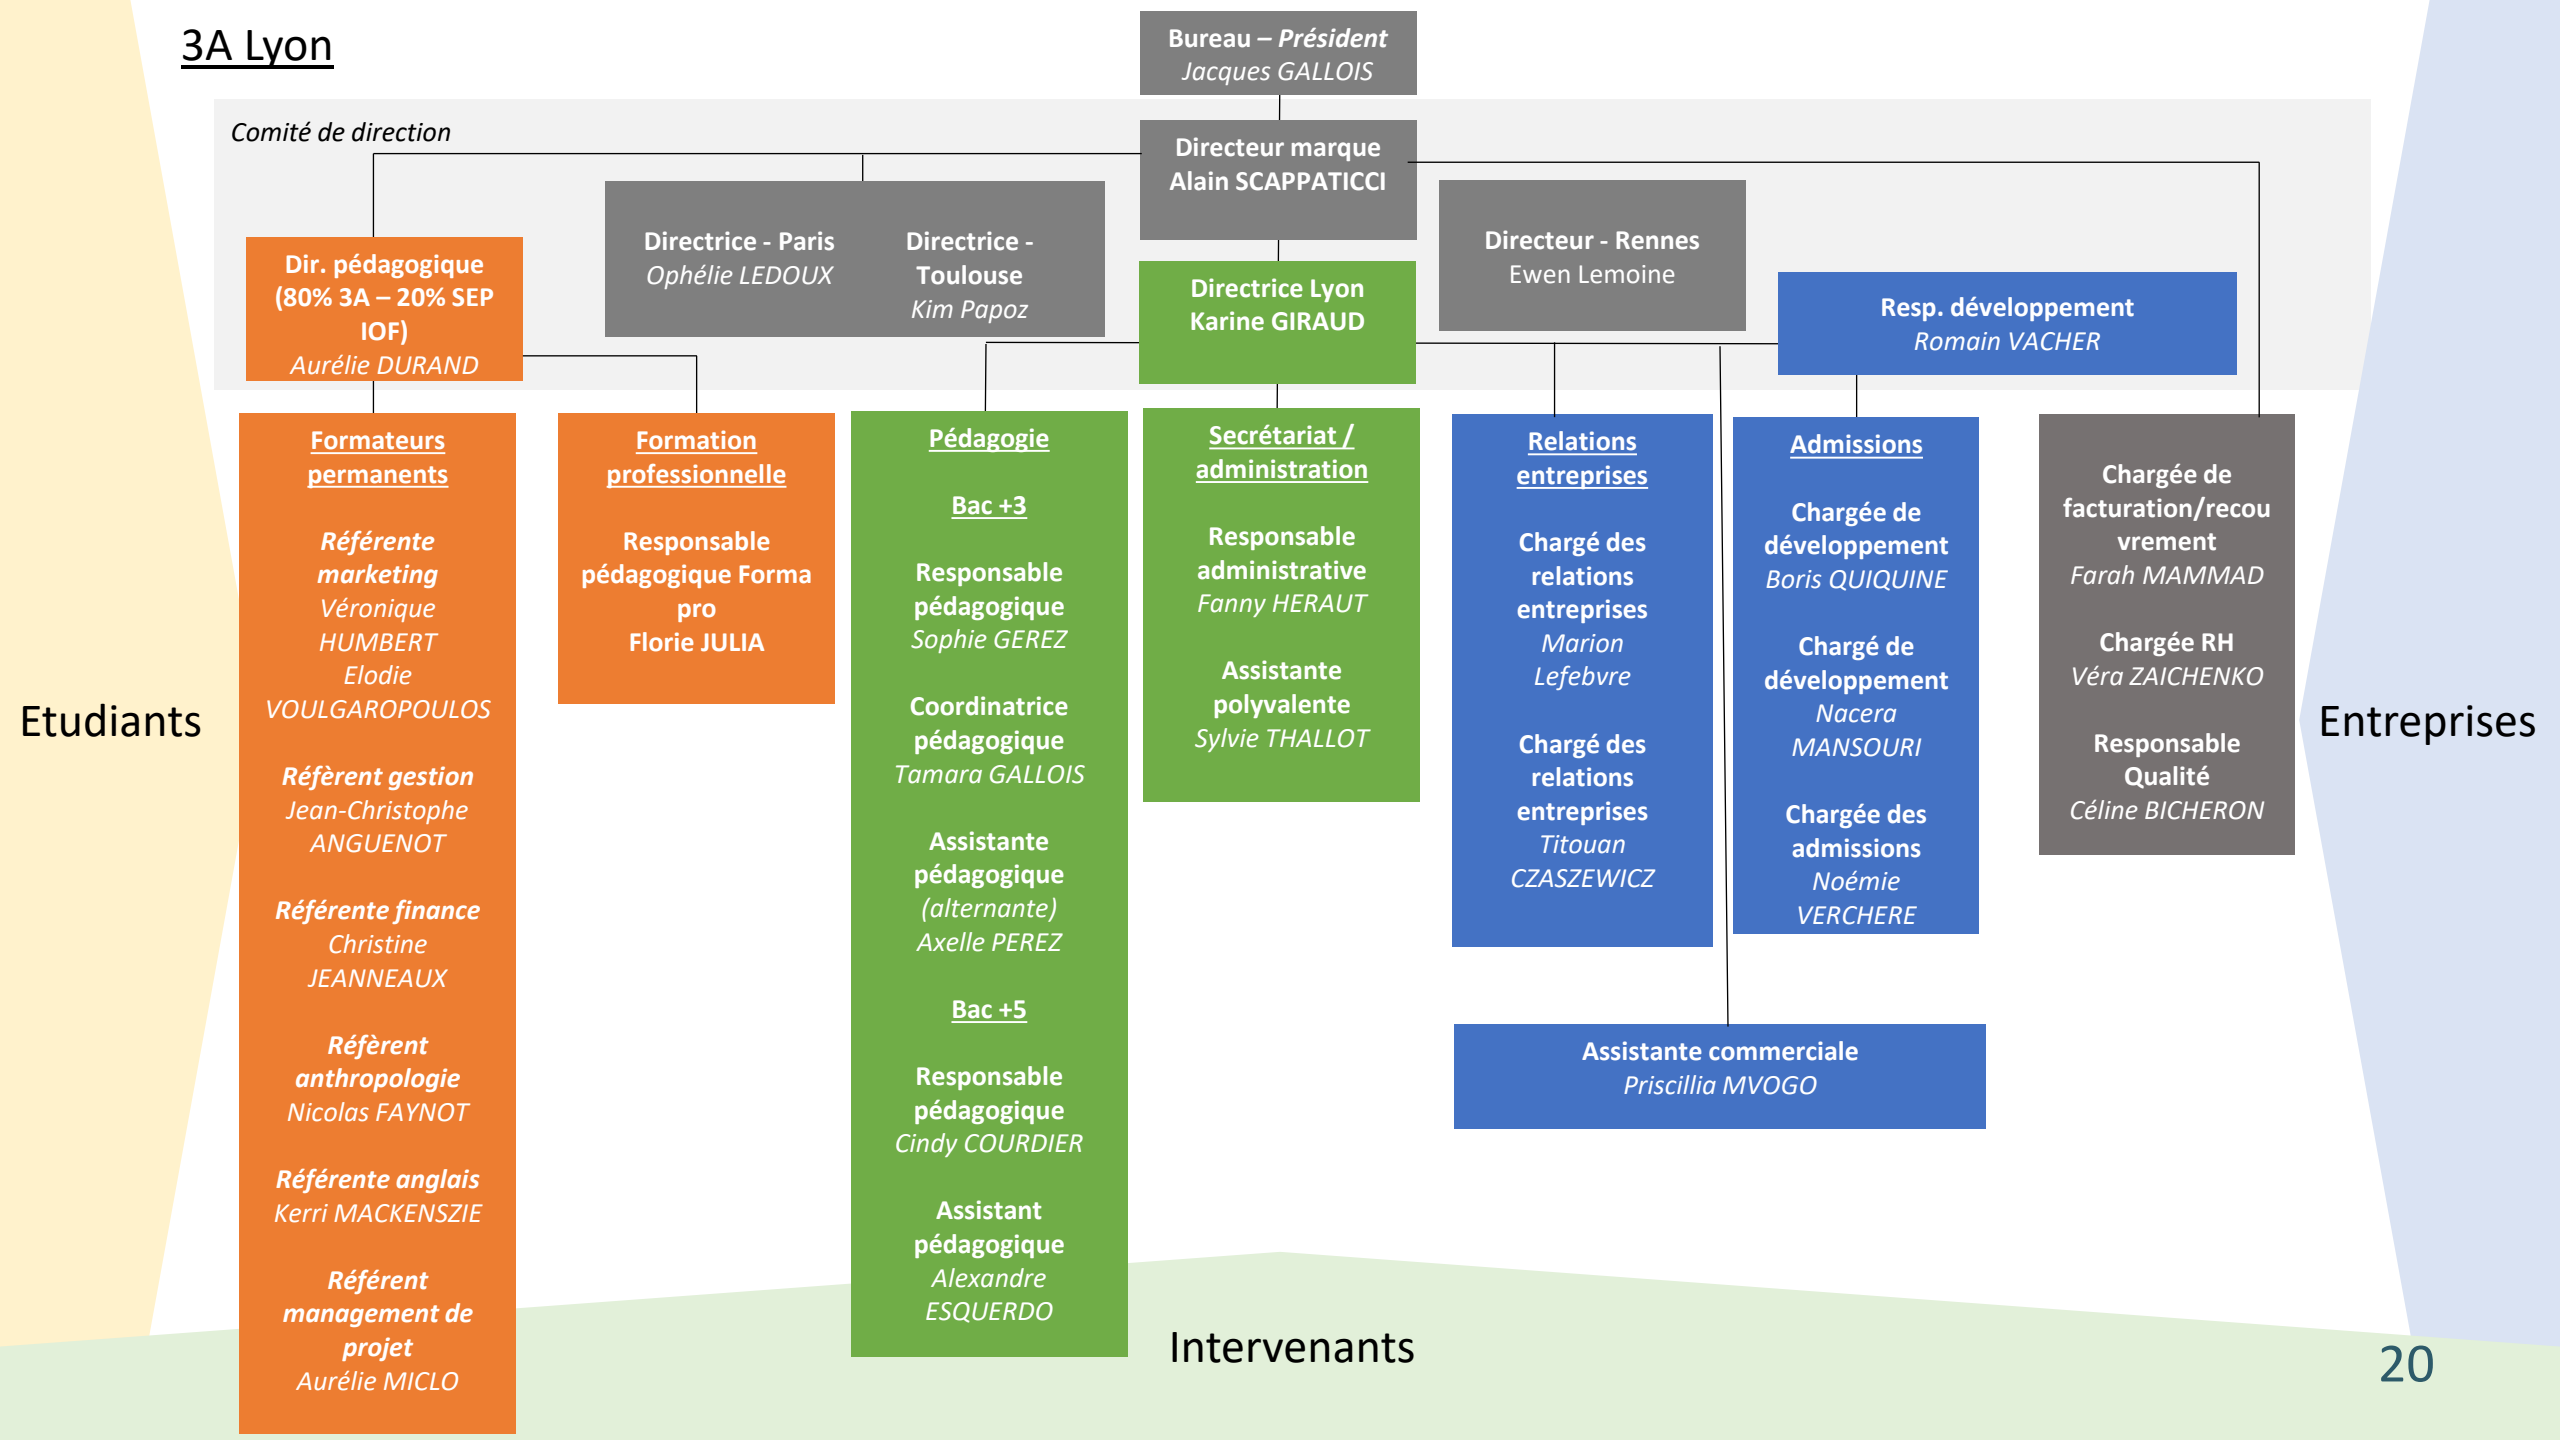 3A Lyon
Bureau – Président
Jacques GALLOIS
Comité de direction
Directeur marque
Alain SCAPPATICCI
Dir. pédagogique
(80% 3A – 20% SEP
IOF)
Aurélie DURAND
Directrice - Paris
Ophélie LEDOUX
Directrice -
Toulouse
Kim Papoz
Directrice Lyon
Karine GIRAUD
Directeur - Rennes
Ewen Lemoine
Resp. développement
Romain VACHER
Formateurs
permanents
Référente
marketing
Véronique
HUMBERT
Elodie
VOULGAROPOULOS
Réfèrent gestion
Jean-Christophe
ANGUENOT
Référente finance
Christine
JEANNEAUX
Réfèrent
anthropologie
Nicolas FAYNOT
Référente anglais
Kerri MACKENSZIE
Référent
management de
projet
Aurélie MICLO
Formation
professionnelle
Responsable
pédagogique Forma
pro
Florie JULIA
Pédagogie
Bac +3
Responsable
pédagogique
Sophie GEREZ
Coordinatrice
pédagogique
Tamara GALLOIS
Assistante
pédagogique
(alternante)
Axelle PEREZ
Bac +5
Responsable
pédagogique
Cindy COURDIER
Assistant
pédagogique
Alexandre
ESQUERDO
Secrétariat /
administration
Responsable
administrative
Fanny HERAUT
Assistante
polyvalente
Sylvie THALLOT
Relations
entreprises
Chargé des
relations
entreprises
Marion
Lefebvre
Chargé des
relations
entreprises
Titouan
CZASZEWICZ
Admissions
Chargée de
développement
Boris QUIQUINE
Chargé de
développement
Nacera
MANSOURI
Chargée des
admissions
Noémie
VERCHERE
Chargée de
facturation/recou
vrement
Farah MAMMAD
Chargée RH
Véra ZAICHENKO
Responsable
Qualité
Céline BICHERON
Assistante commerciale
Priscillia MVOGO
Etudiants
Entreprises
Intervenants
20